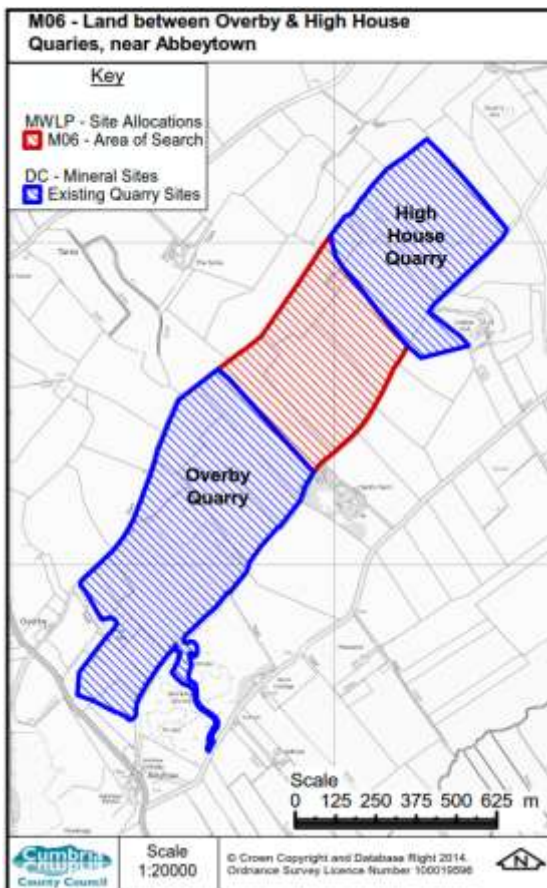 M06 - Land between Overby & High House
Quaries, near Abbeytown
Key
MWLP - Site Allocations
M06 - Area of Search
DC - Mineral Sites
Existing Quarry Sites
High
House
Quarry
Overby
Quarry
Scale
0 125 250 375 500 625 m
Cumbria
County Council
Scale
1:20000
© Crown Copyright and Database Right 2014.
Ordnance Survey Licence Number 100019596
N